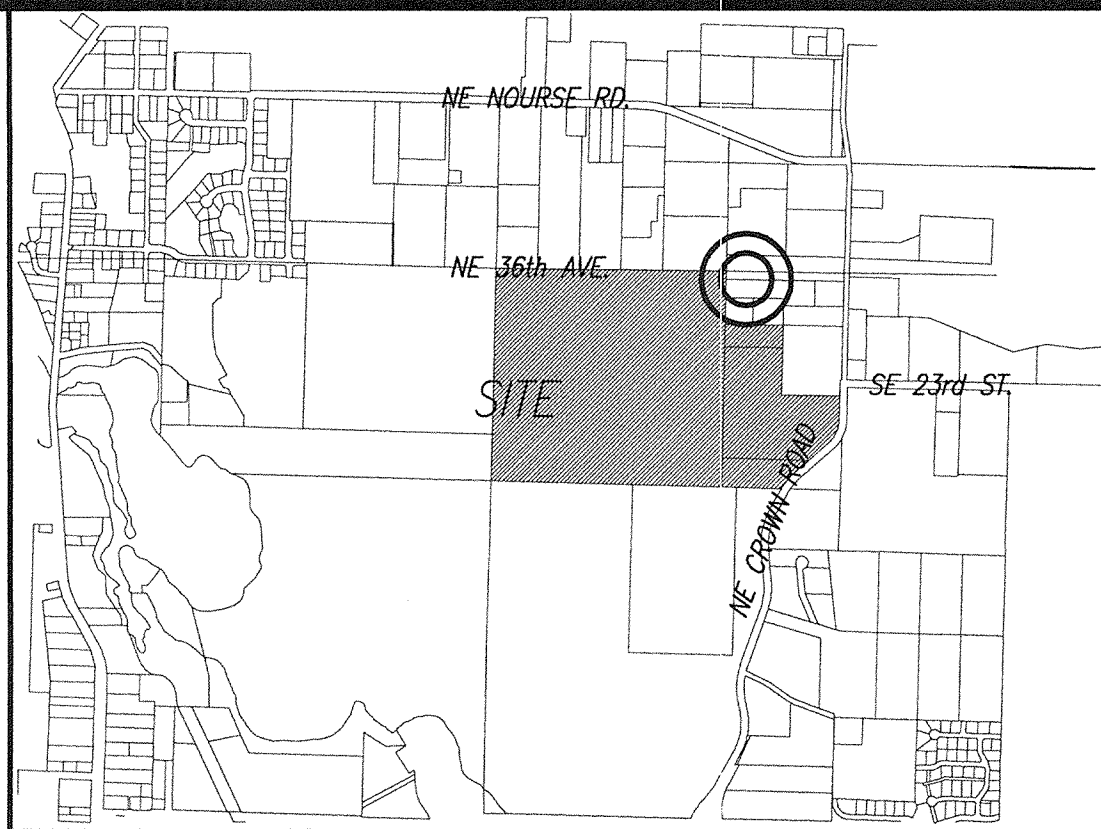 NE NOURSE RD.
NE 36th AVE.
SITE
SE 23rd ST.
NE CROWN ROAD